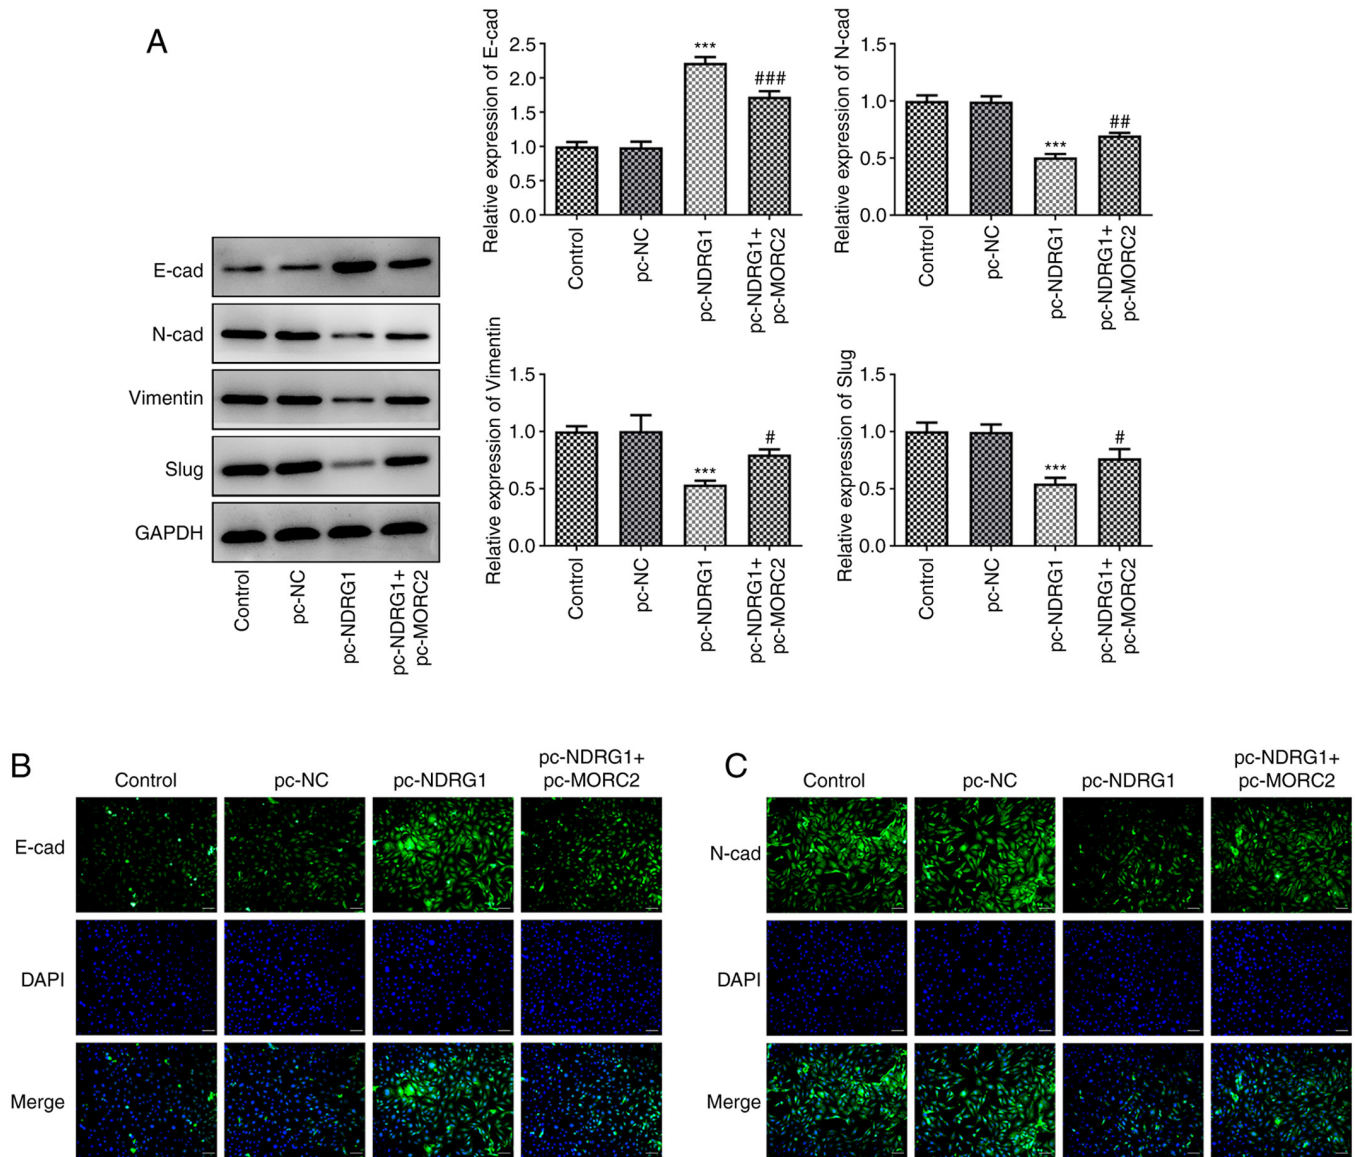 A
E-cad
N-cad
Vimentin
Slug
GAPDH
Control
pc-NC
pc-NDRG1
pc-NDRG1+
pc-MORC2
Relative expression of E-cad
2.5
2.0
1.5
1.0
0.5
0.0
***
###
Control
pc-NC
pc-NDRG1
pc-NDRG1+
pc-MORC2
Relative expression of N-cad
1.5
1.0
0.5
0.0
***
##
Control
pc-NC
pc-NDRG1
pc-NDRG1+
pc-MORC2
Relative expression of Vimentin
1.5
1.0
0.5
0.0
***
#
Control
pc-NC
pc-NDRG1
pc-NDRG1+
pc-MORC2
Relative expression of Slug
1.5
1.0
0.5
0.0
***
#
Control
pc-NC
pc-NDRG1
pc-NDRG1+
pc-MORC2
B
Control
pc-NC
pc-NDRG1
pc-NDRG1+
pc-MORC2
E-cad
DAPI
Merge
C
Control
pc-NC
pc-NDRG1
pc-NDRG1+
pc-MORC2
N-cad
DAPI
Merge